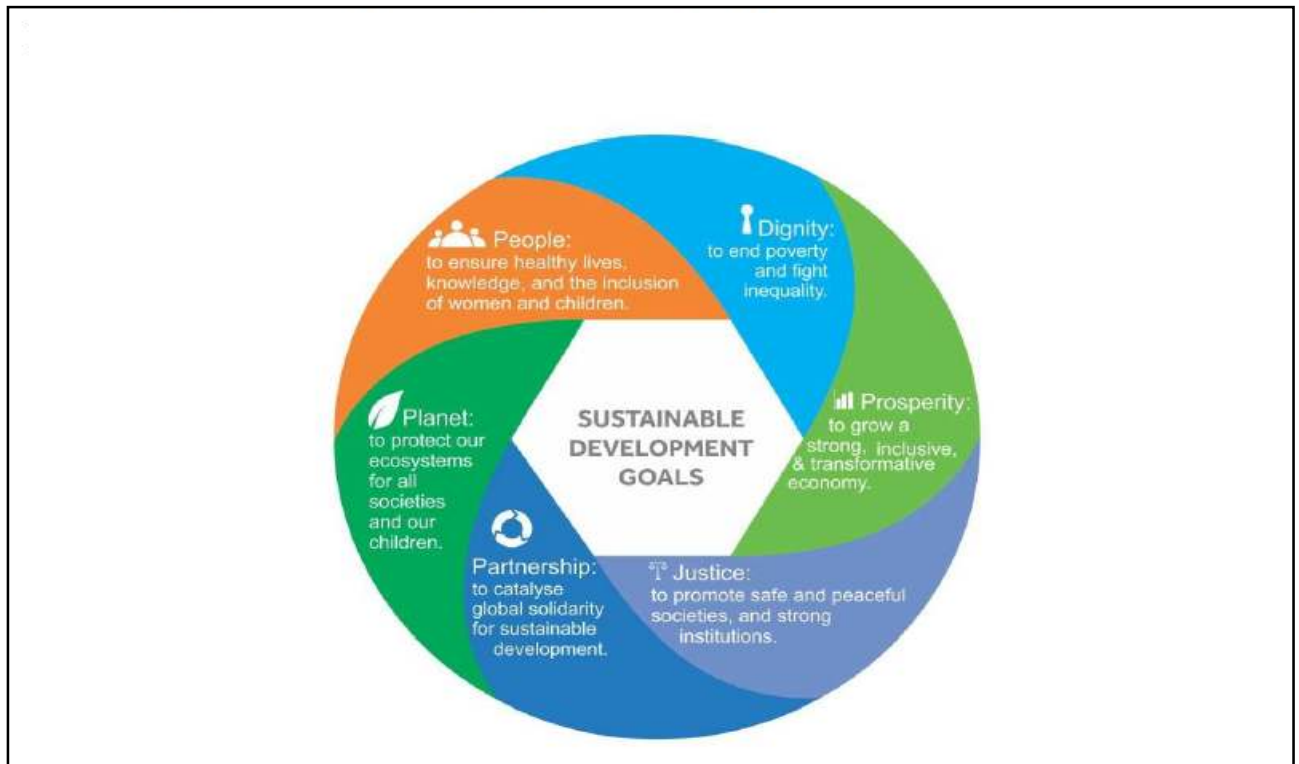 People:
to ensure healthy lives,
knowledge, and the inclusion
of women and children.
Dignity:
to end poverty
and fight
inequality.
Prosperity:
to grow a
strong, inclusive,
& transformative
economy.
Justice:
to promote safe and peaceful
societies, and strong
institutions.
Partnership:
to catalyse
global solidarity
for sustainable
development.
Planet:
to protect our
ecosystems
for all
societies
and our
children.
SUSTAINABLE
DEVELOPMENT
GOALS